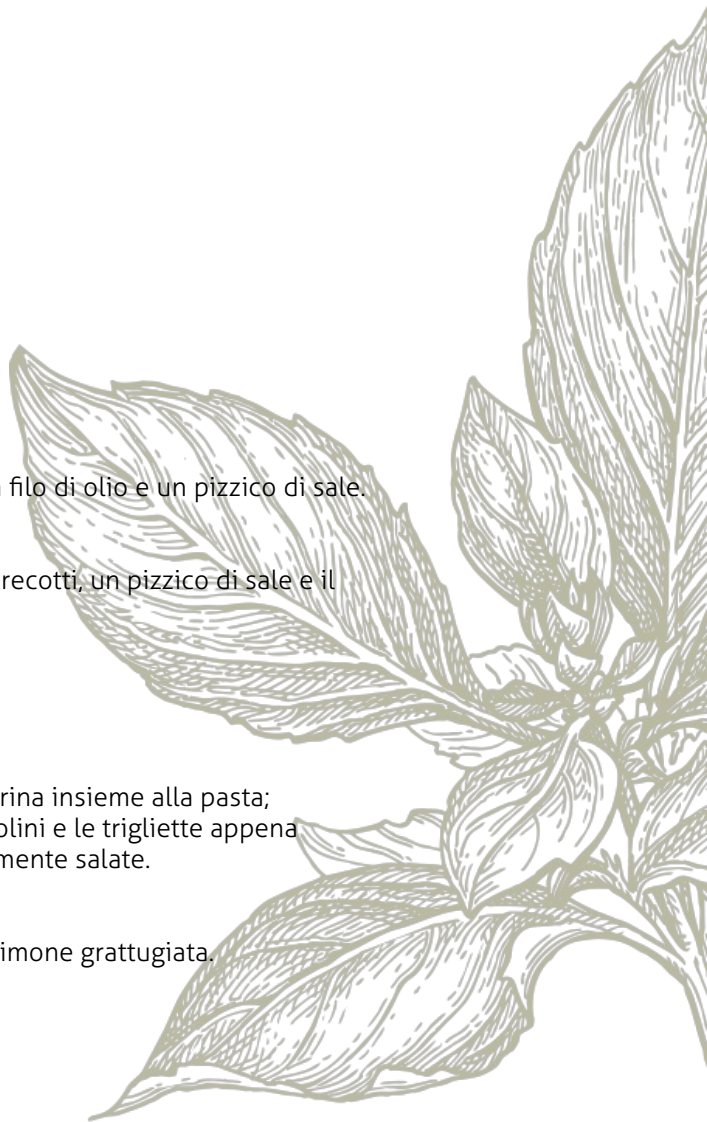 filo di olio e un pizzico di sale.
recotti, un pizzico di sale e il
rina insieme alla pasta;
olini e le trigliette appena
mente salate.
imone grattugiata.